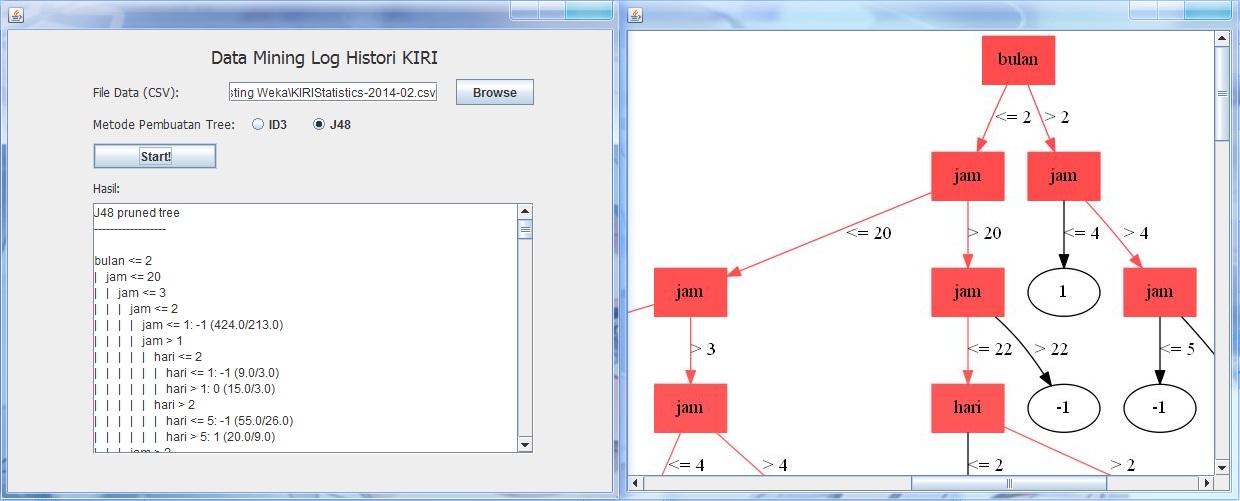 Data Mining Log Histori KIRI
File Data (CSV): sting Weka\KIRIStatistics-2014-02.csv Browse
Metode Pembuatan Tree: ID3 J48
Start!
Hasil:
J48 pruned tree
------------------
bulan <= 2
| jam <= 20
| | jam <= 3
| | | jam <= 2
| | | | jam <= 1: -1 (424.0/213.0)
| | | | jam > 1
| | | | | hari <= 2
| | | | | | hari <= 1: -1 (9.0/3.0)
| | | | | | hari > 1: 0 (15.0/3.0)
| | | | | hari > 2
| | | | | | hari <= 5: -1 (55.0/26.0)
| | | | | | hari > 5: 1 (20.0/9.0)
| | | jam > 2
bulan
<= 2 > 2
jam jam
<= 20 > 20 <= 4 > 4
jam jam 1 jam
> 3 <= 22 > 22 <= 5
jam hari -1 -1
<= 4 > 4 <= 2 > 2